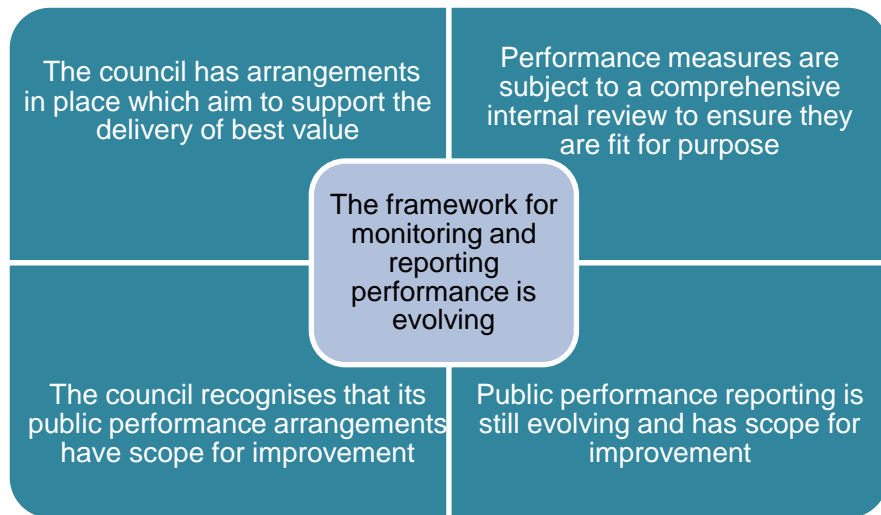 The council has arrangements
in place which aim to support the
delivery of best value
Performance measures are
subject to a comprehensive
internal review to ensure they
are fit for purpose
The framework for
monitoring and
reporting
performance is
evolving
The council recognises that its
public performance arrangements
have scope for improvement
Public performance reporting is
still evolving and has scope for
improvement